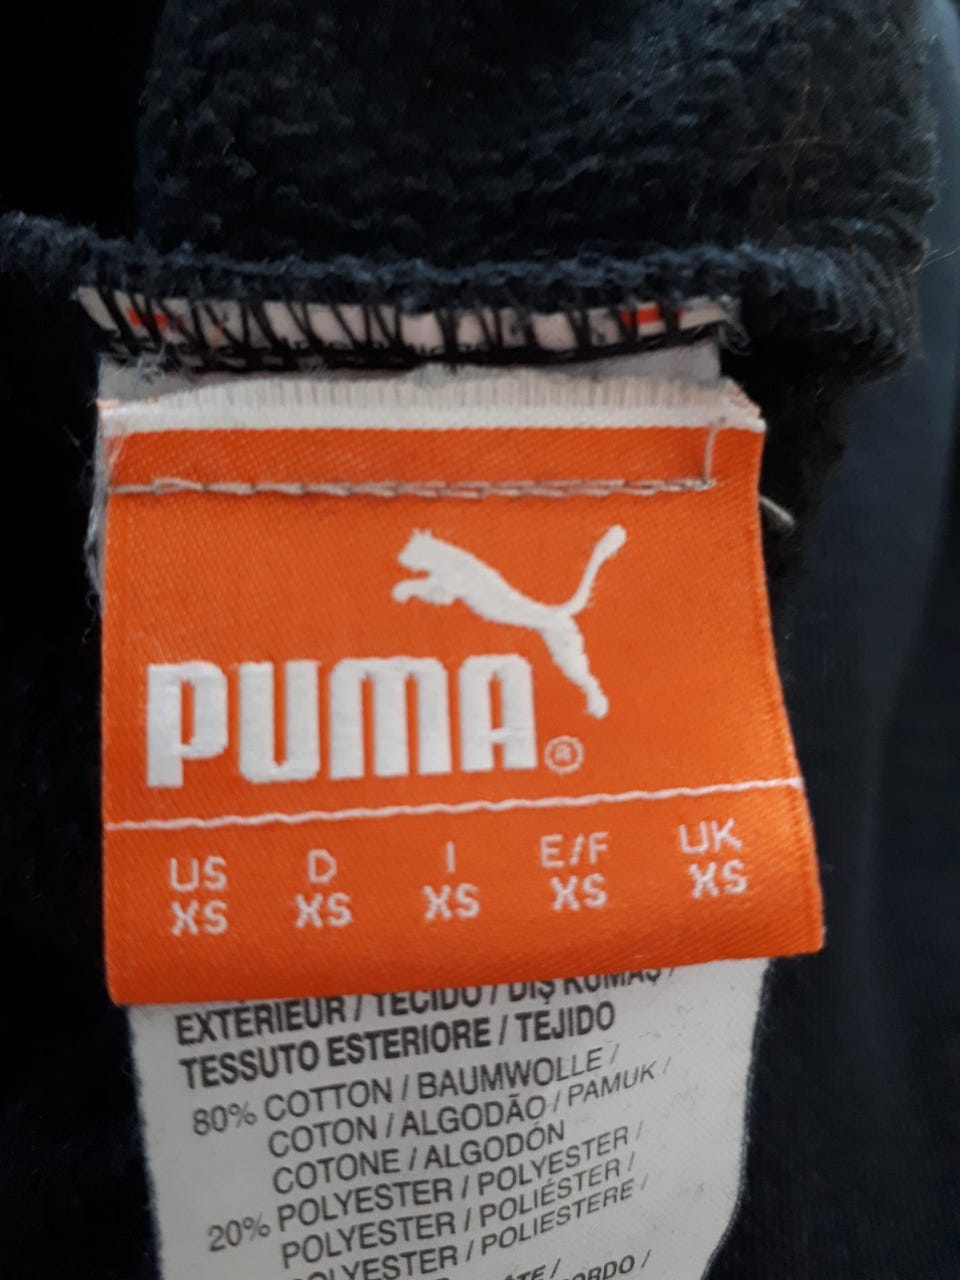 PUMA®
US D I E/F UK
XS XS XS XS XS
EXTÉRIEUR / TECIDO / DIŞ KUMAŞ /
TESSUTO ESTERIORE / TEJIDO
80% COTTON / BAUMWOLLE /
COTON / ALGODÃO / PAMUK /
COTONE / ALGODÓN
20% POLYESTER / POLYESTER /
POLYESTER / POLIÉSTER /
POLYESTER / POLIESTERE /